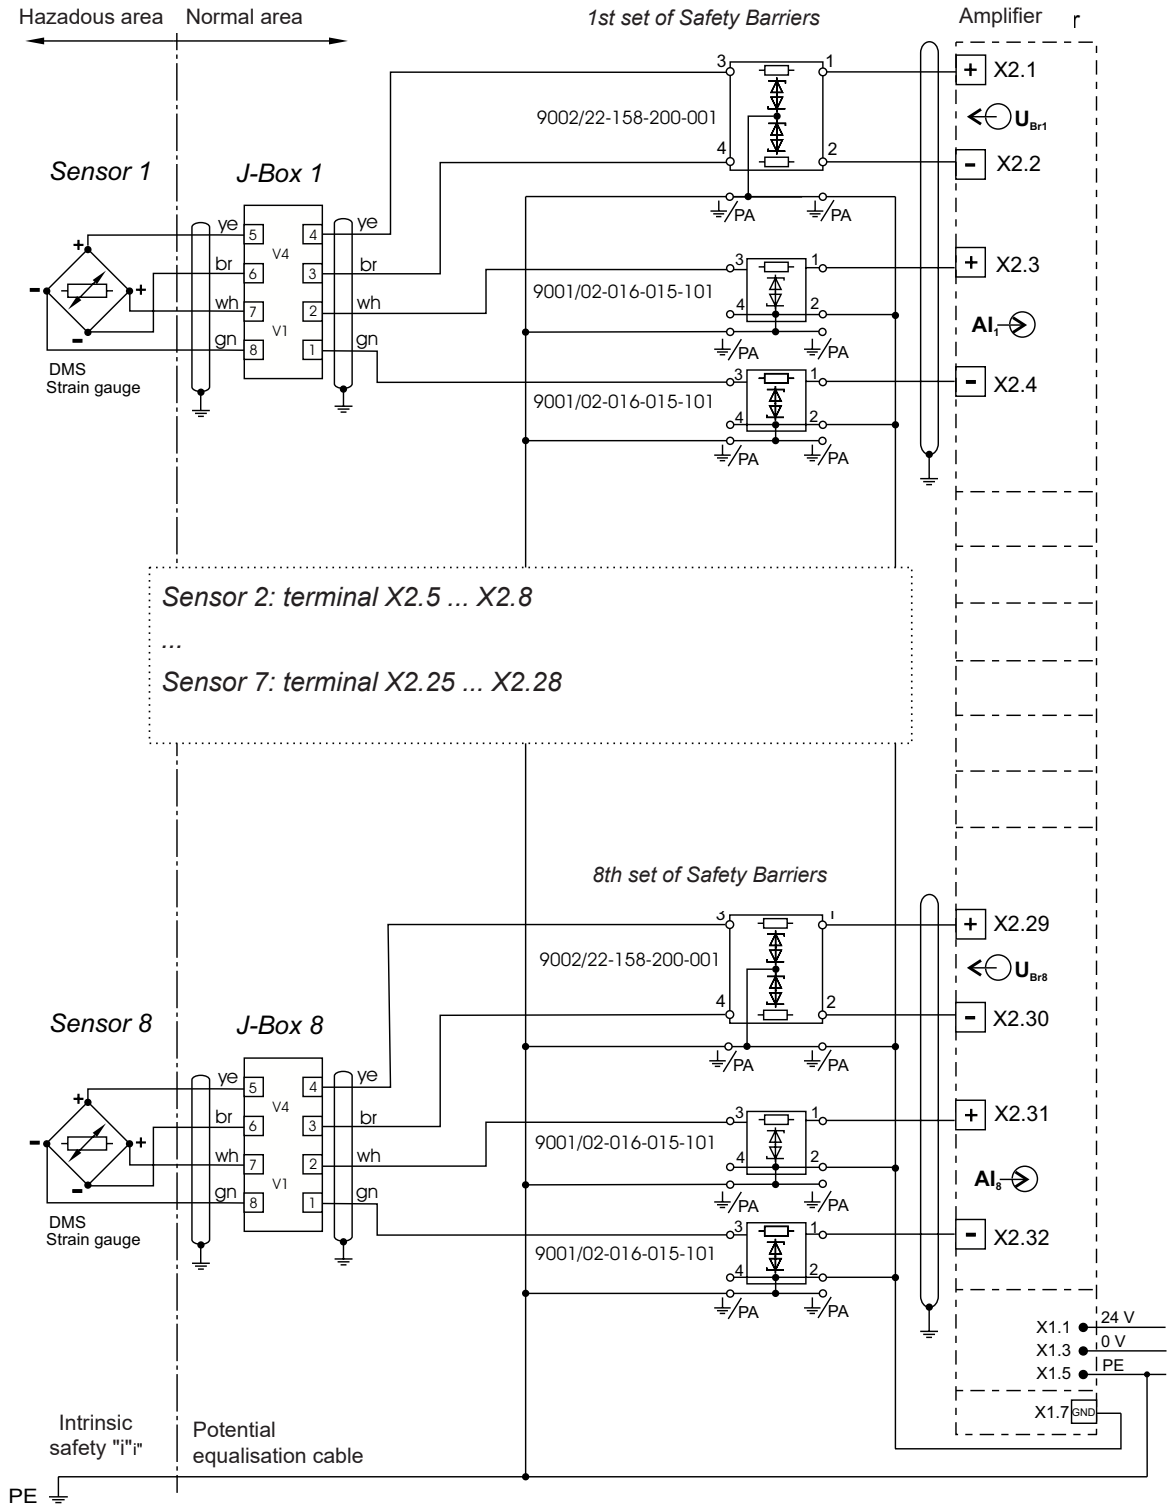 Hazadous area Normal area
1st set of Safety Barriers
Amplifier r
3 1
+ X2.1
9002/22-158-200-001
UBr1
4 2
- X2.2
Sensor 1 J-Box 1
/PA /PA
ye 5 4 ye
V4
+
br 6 3 br
- +
wh 7 2 wh
V1
-
gn 8 1 gn
DMS
Strain gauge
3 1
+ X2.3
9001/02-016-015-101
4 2
AI1
/PA /PA
3 1
- X2.4
9001/02-016-015-101
4 2
/PA /PA
Sensor 2: terminal X2.5 ... X2.8
...
Sensor 7: terminal X2.25 ... X2.28
8th set of Safety Barriers
3 1
+ X2.29
9002/22-158-200-001
UBr8
4 2
- X2.30
Sensor 8 J-Box 8
/PA /PA
ye 5 4 ye
V4
+
br 6 3 br
- +
wh 7 2 wh
V1
-
gn 8 1 gn
DMS
Strain gauge
3 1
+ X2.31
9001/02-016-015-101
4 2
AI8
/PA /PA
3 1
- X2.32
9001/02-016-015-101
4 2
/PA /PA
X1.1 24 V
X1.3 0 V
X1.5 PE
X1.7 GND
Intrinsic
safety "i"i"
Potential
equalisation cable
PE